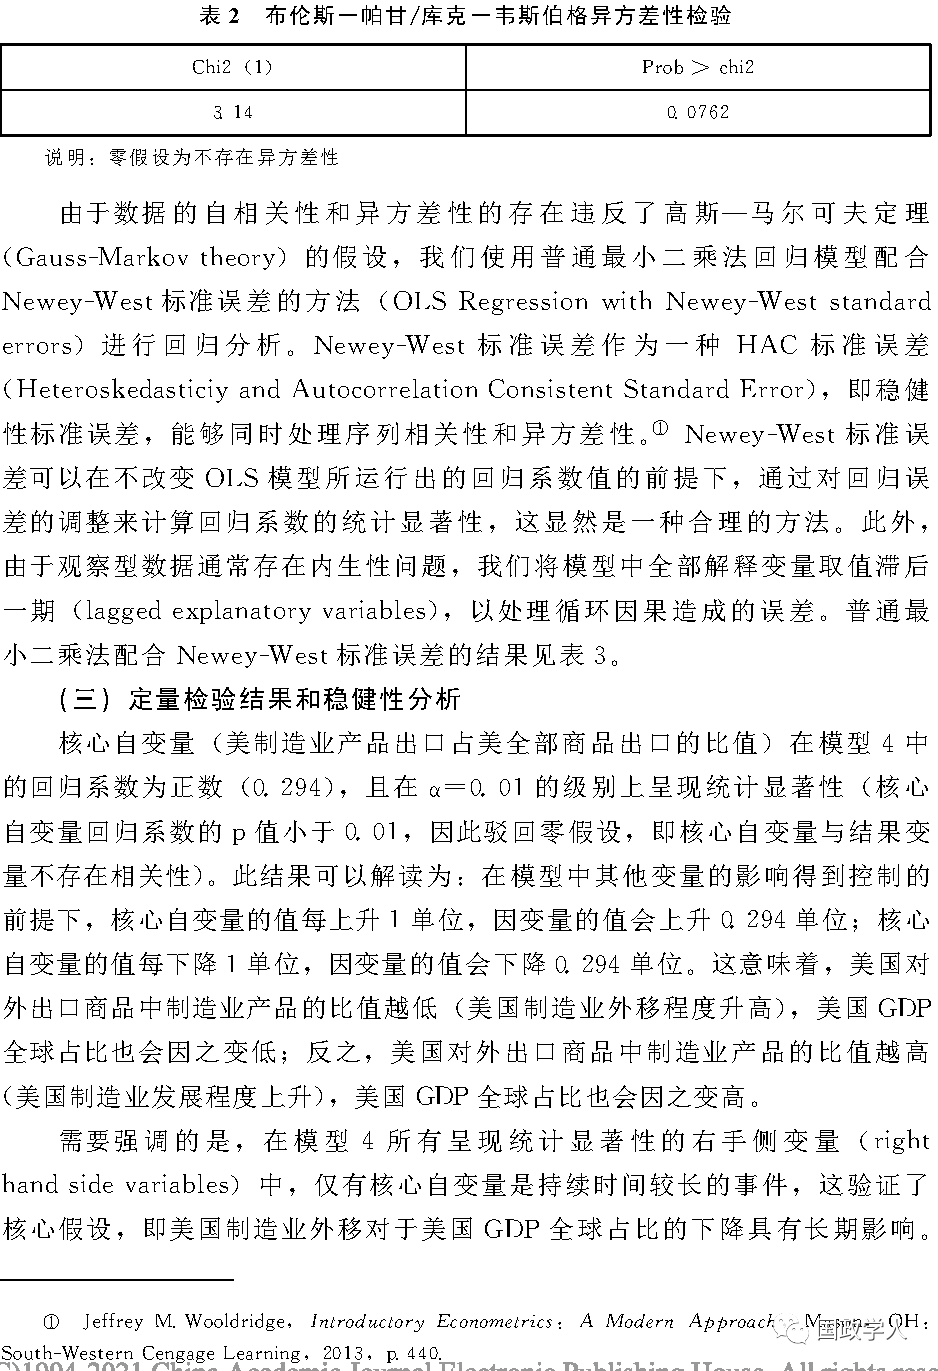 表 2 布伦斯—帕甘/库克—韦斯伯格异方差性检验
Chi2 (1) Prob > chi2
3.14 0.0762
说明：零假设为不存在异方差性
由于数据的自相关性和异方差性的存在违反了高斯—马尔可夫定理
(Gauss-Markov theory) 的假设，我们使用普通最小二乘法回归模型配合
Newey-West 标准误差的方法 (OLS Regression with Newey-West standard
errors) 进行回归分析。Newey-West 标准误差作为一种 HAC 标准误差
(Heteroskedasticiy and Autocorrelation Consistent Standard Error)，即稳健
性标准误差，能够同时处理序列相关性和异方差性。① Newey-West 标准误
差可以在不改变 OLS 模型所运行出的回归系数值的前提下，通过对回归误
差的调整来计算回归系数的统计显著性，这显然是一种合理的方法。此外，
由于观察型数据通常存在内生性问题，我们将模型中全部解释变量取值滞后
一期 (lagged explanatory variables)，以处理循环因果造成的误差。普通最
小二乘法配合 Newey-West 标准误差的结果见表 3。
(三) 定量检验结果和稳健性分析
核心自变量（美制造业产品出口占美全部商品出口的比值）在模型 4 中
的回归系数为正数 (0.294)，且在 α=0.01 的级别上呈现统计显著性（核心
自变量回归系数的 p 值小于 0.01，因此驳回零假设，即核心自变量与结果变
量不存在相关性）。此结果可以解读为：在模型中其他变量的影响得到控制的
前提下，核心自变量的值每上升 1 单位，因变量的值会上升 0.294 单位；核心
自变量的值每下降 1 单位，因变量的值会下降 0.294 单位。这意味着，美国对
外出口商品中制造业产品的比值越低（美国制造业外移程度升高），美国 GDP
全球占比也会因之变低；反之，美国对外出口商品中制造业产品的比值越高
（美国制造业发展程度上升），美国 GDP 全球占比也会因之变高。
需要强调的是，在模型 4 所有呈现统计显著性的右手侧变量 (right
hand side variables) 中，仅有核心自变量是持续时间较长的事件，这验证了
核心假设，即美国制造业外移对于美国 GDP 全球占比的下降具有长期影响。
① Jeffrey M. Wooldridge, Introductory Econometrics: A Modern Approach, Mason, OH:
国政学人
South-Western Cengage Learning, 2013, p. 440.
(C)1994-2021 China Academic Journal Electronic Publishing House. All rights rese